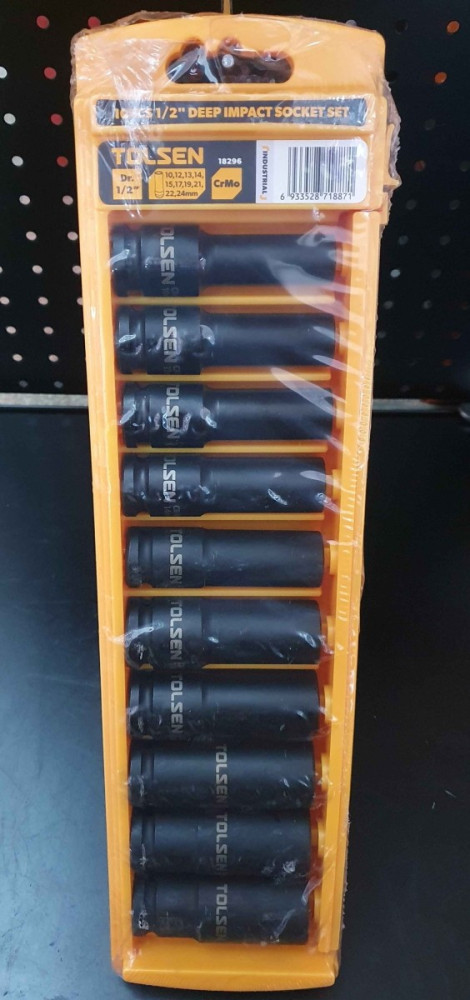 10PCS 1/2" DEEP IMPACT SOCKET SET
TOLSEN 18296
INDUSTRIAL
Dr. 1/2"
10,12,13,14,
15,17,19,21,
22,24mm
CrMo
6 933528 718871
TOLSEN
TOLSEN
TOLSEN
TOLSEN
TOLSEN
TOLSEN
TOLSEN
TOLSEN
TOLSEN
TOLSEN